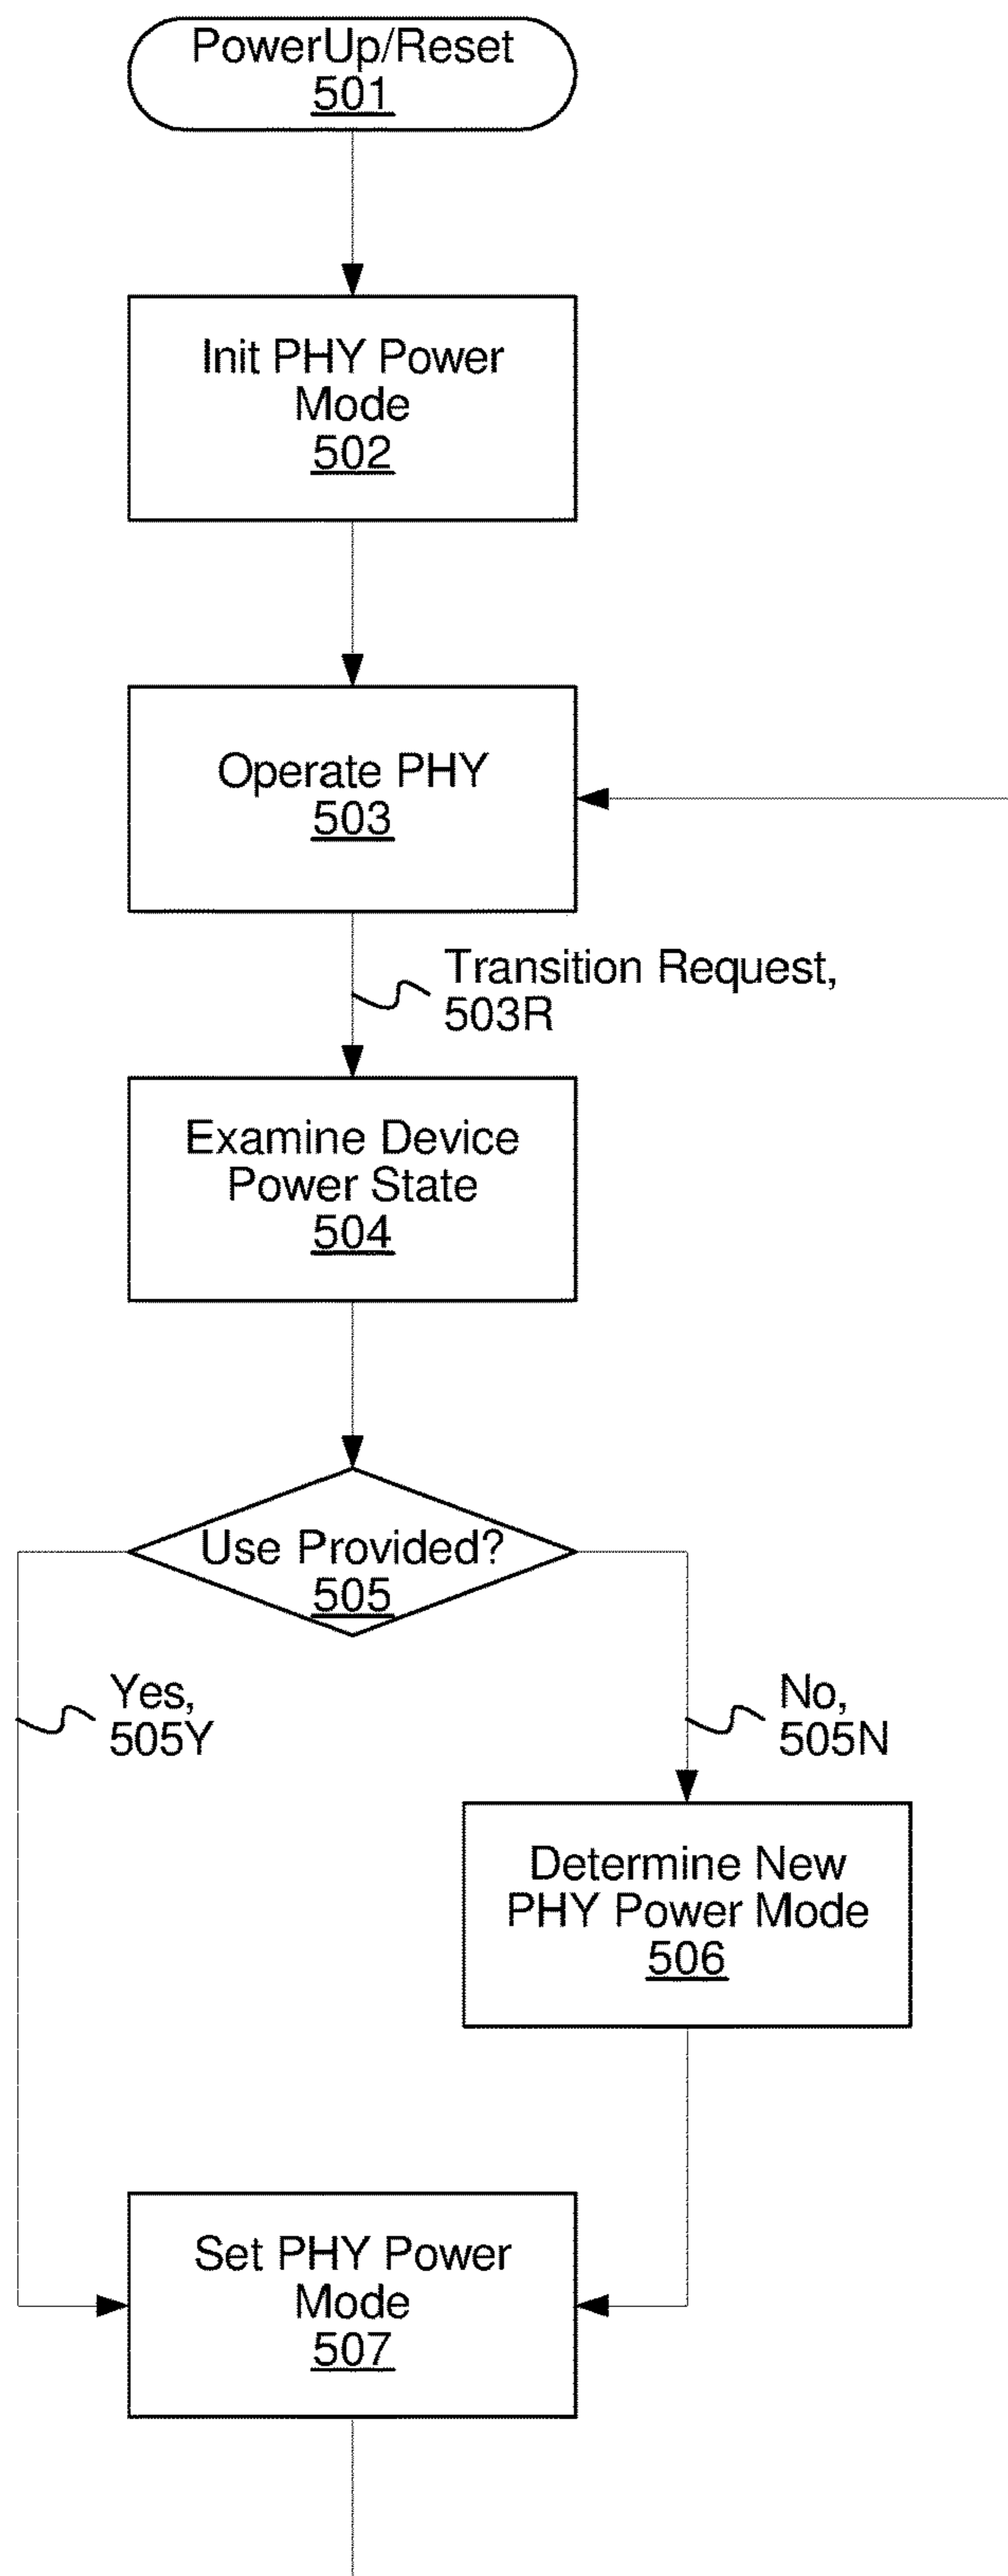 PowerUp/Reset
501
Init PHY Power
Mode
502
Operate PHY
503
Transition Request,
503R
Examine Device
Power State
504
Use Provided?
505
Yes,
505Y
No,
505N
Determine New
PHY Power Mode
506
Set PHY Power
Mode
507